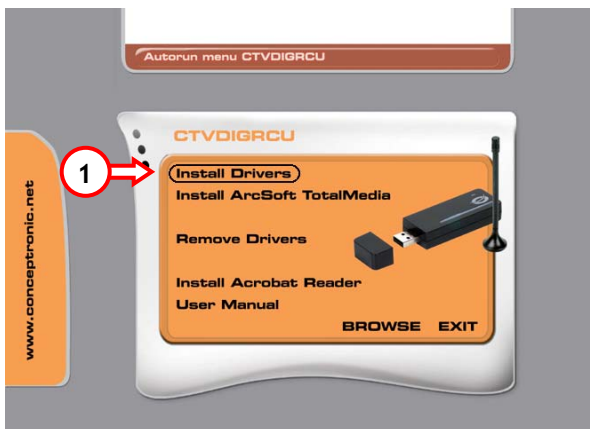 Autorun menu CTVDIGRCU
www.conceptronic.net
CTVDIGRCU
1
Install Drivers
Install ArcSoft TotalMedia
Remove Drivers
Install Acrobat Reader
User Manual
BROWSE EXIT